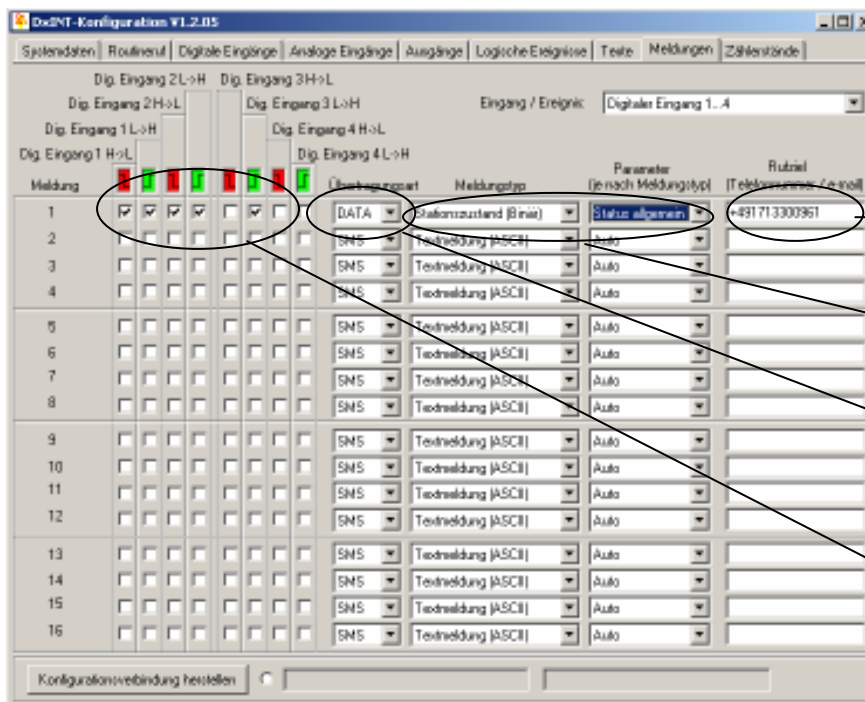 DxINT-Konfiguration V1.2.05
Systemdaten Routineruf Digitale Eingänge Analoge Eingänge Ausgänge Logische Ereignisse Texte Meldungen Zählerstände
Dig. Eingang 2 L->H Dig. Eingang 3 H->L
Dig. Eingang 2 H->L Dig. Eingang 3 L->H Eingang / Ereignis: Digitaler Eingang 1...4
Dig. Eingang 1 L->H Dig. Eingang 4 H->L
Dig. Eingang 1 H->L Dig. Eingang 4 L->H
Parameter Rufziel
Meldung Übertragungsart Meldungstyp (je nach Meldungstyp) (Telefonnummer / e-mail)
1 DATA Stationszustand (Binär) Status allgemein +491713300961
2 SMS Textmeldung (ASCII) Auto
3 SMS Textmeldung (ASCII) Auto
4 SMS Textmeldung (ASCII) Auto
5 SMS Textmeldung (ASCII) Auto
6 SMS Textmeldung (ASCII) Auto
7 SMS Textmeldung (ASCII) Auto
8 SMS Textmeldung (ASCII) Auto
9 SMS Textmeldung (ASCII) Auto
10 SMS Textmeldung (ASCII) Auto
11 SMS Textmeldung (ASCII) Auto
12 SMS Textmeldung (ASCII) Auto
13 SMS Textmeldung (ASCII) Auto
14 SMS Textmeldung (ASCII) Auto
15 SMS Textmeldung (ASCII) Auto
16 SMS Textmeldung (ASCII) Auto
Konfigurationsverbindung herstellen